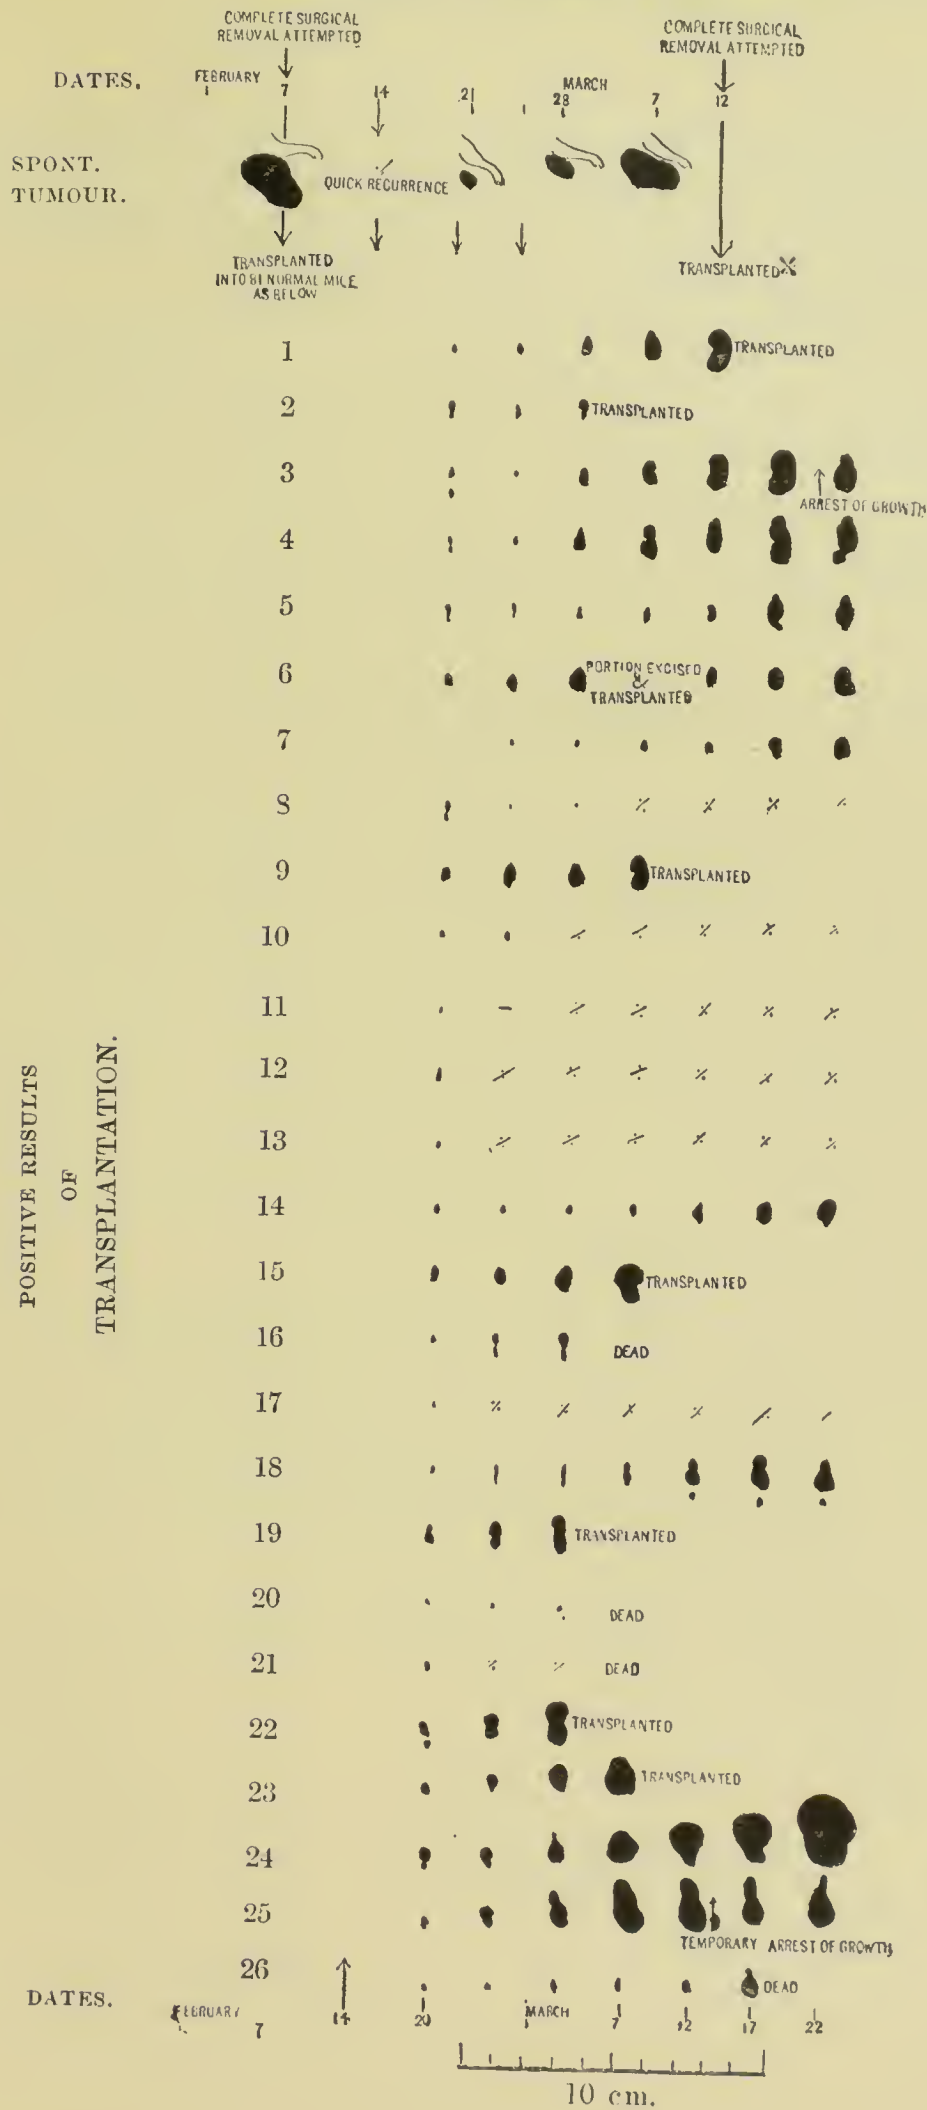 COMPLETE SURGICAL
REMOVAL ATTEMPTED
COMPLETE SURGICAL
REMOVAL ATTEMPTED
DATES.
FEBRUARY
1 7 14 21 28 MARCH 7 12
SPONT.
TUMOUR.
QUICK RECURRENCE
TRANSPLANTED
INTO 81 NORMAL MICE
AS BELOW
TRANSPLANTED
POSITIVE RESULTS
OF
TRANSPLANTATION.
1 TRANSPLANTED
2 TRANSPLANTED
3
ARREST OF GROWTH
4
5
6 PORTION EXCISED
&
TRANSPLANTED
7
8
9 TRANSPLANTED
10
11
12
13
14
15 TRANSPLANTED
16 DEAD
17
18
19 TRANSPLANTED
20 DEAD
21 DEAD
22 TRANSPLANTED
23 TRANSPLANTED
24
25
TEMPORARY ARREST OF GROWTH
26 DEAD
DATES.
FEBRUARY 7 14 20 MARCH 7 12 17 22
10 cm.